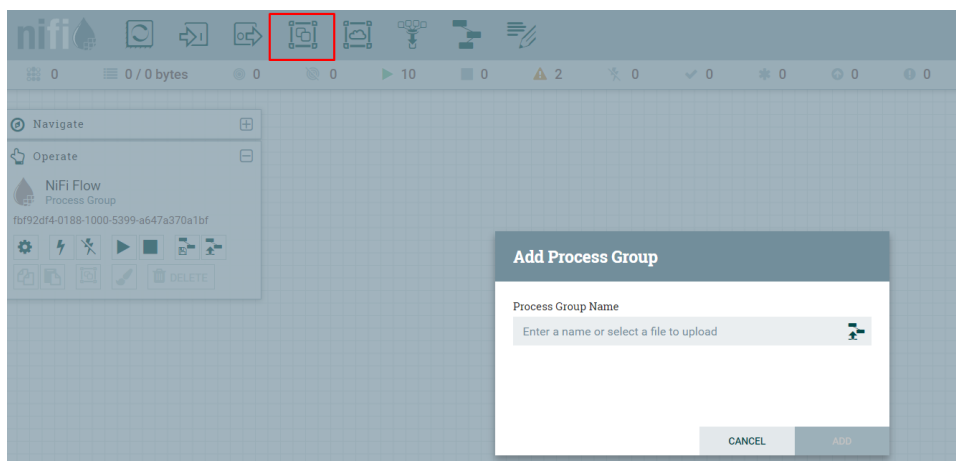 nifi
0 0 / 0 bytes 0 0 10 0 2 0 0 0 0 0
Navigate
Operate
NiFi Flow
Process Group
fbf92df4-0188-1000-5399-a647a370a1bf
DELETE
Add Process Group
Process Group Name
Enter a name or select a file to upload
CANCEL ADD